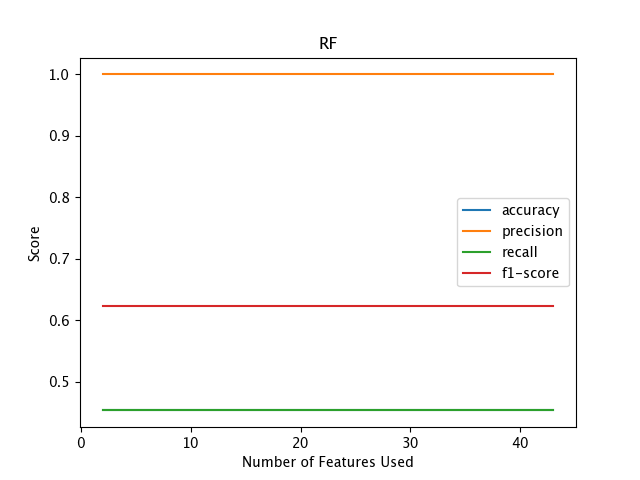 RF
1.0
0.9
0.8
0.7
0.6
0.5
Score
accuracy
precision
recall
f1-score
0
10
20
30
40
Number of Features Used